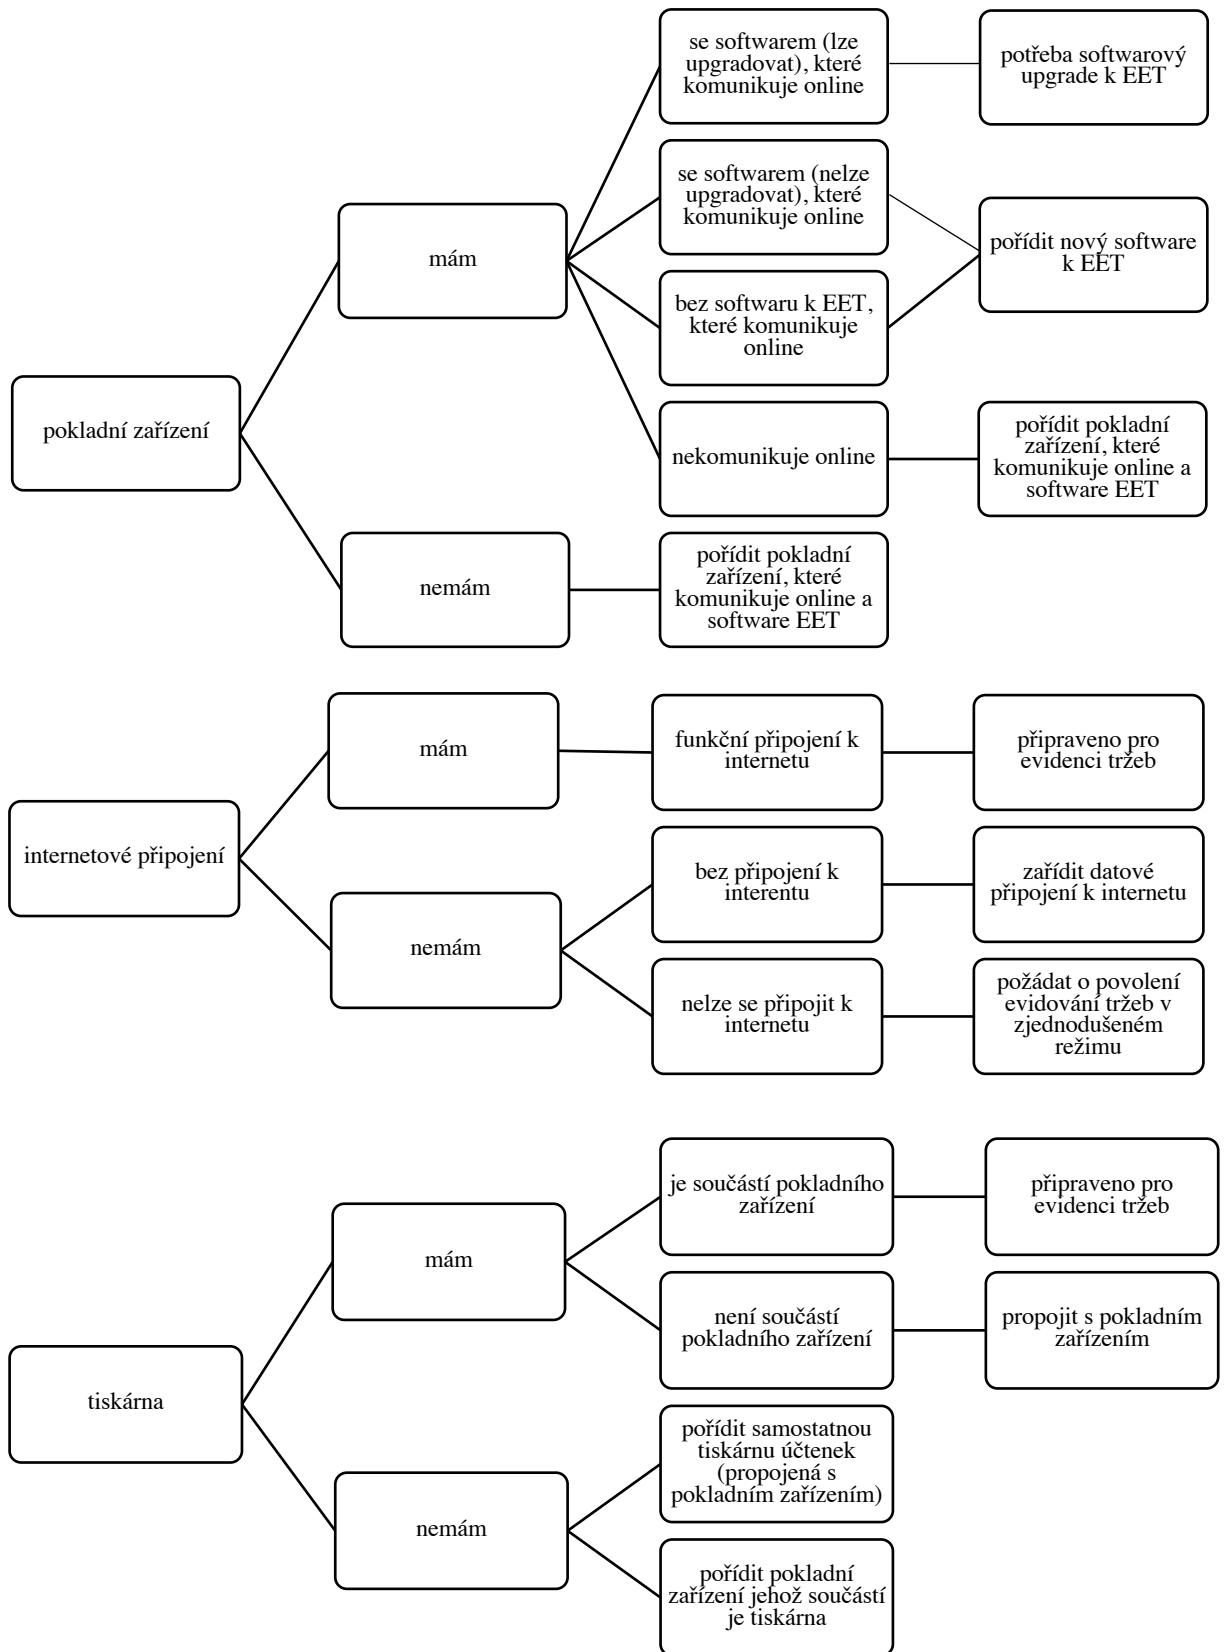 se softwarem (lze
upgradovat), které
komunikuje online
potřeba softwarový
upgrade k EET
se softwarem (nelze
upgradovat), které
komunikuje online
mám
pořídit nový software
k EET
bez softwaru k EET,
které komunikuje
online
pokladní zařízení
nekomunikuje online
pořídit pokladní
zařízení, které
komunikuje online a
software EET
nemám
pořídit pokladní
zařízení, které
komunikuje online a
software EET
mám
funkční připojení k
internetu
připraveno pro
evidenci tržeb
internetové připojení
bez připojení k
interentu
zařídit datové
připojení k internetu
nemám
nelze se připojit k
internetu
požádat o povolení
evidování tržeb v
zjednodušeném
režimu
je součástí pokladního
zařízení
připraveno pro
evidenci tržeb
mám
není součástí
pokladního zařízení
propojit s pokladním
zařízením
tiskárna
pořídit samostatnou
tiskárnu účtenek
(propojená s
pokladním zařízením)
nemám
pořídit pokladní
zařízení jehož součástí
je tiskárna